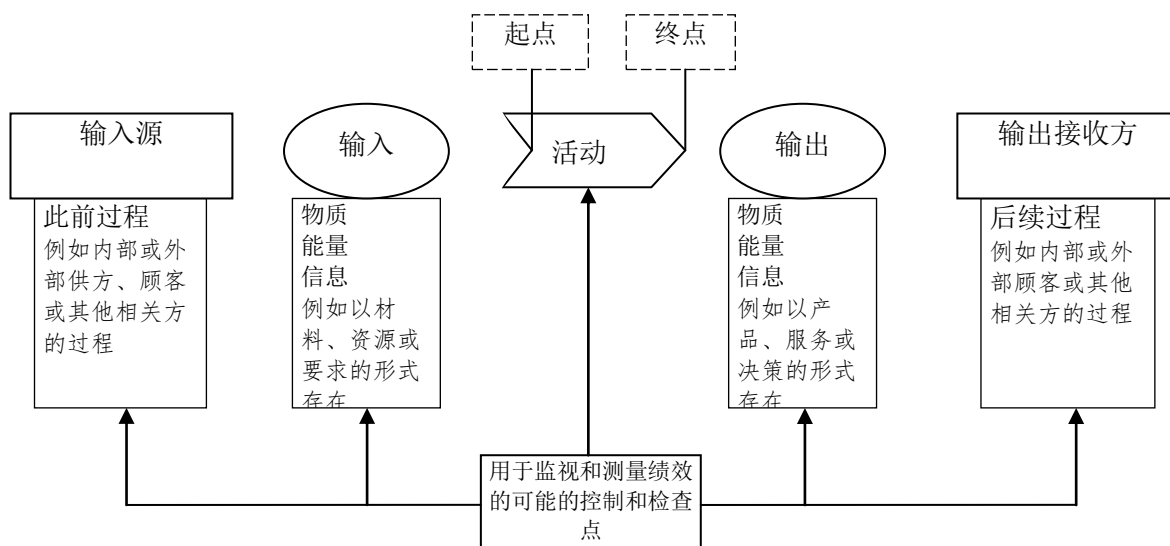 起点
终点
输入源
输入
活动
输出
输出接收方
此前过程
例如内部或外
部供方、顾客
或其他相关方
的过程
物质
能量
信息
例如以材
料、资源或
要求的形式
存在
物质
能量
信息
例如以产
品、服务或
决策的形式
存在
后续过程
例如内部或外
部顾客或其他
相关方的过程
用于监视和测量绩效
的可能的控制和检查
点